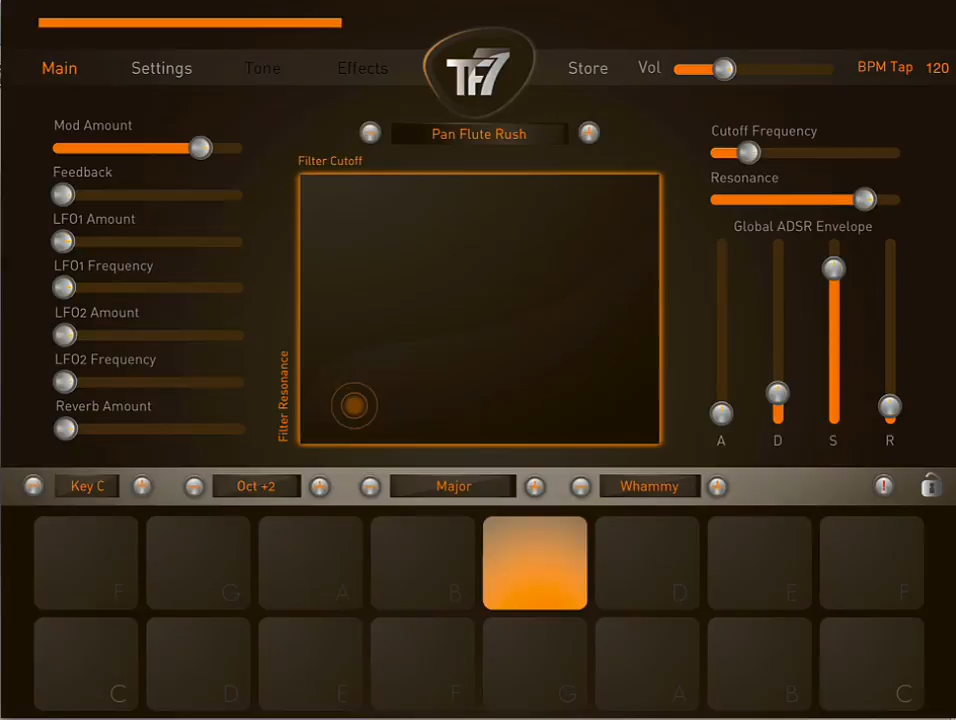 Main
Settings
Tone
Effects
TF7
Store
Vol
BPM Tap
120
Pan Flute Rush
Mod Amount
Feedback
LFO1 Amount
LFO1 Frequency
LFO2 Amount
LFO2 Frequency
Reverb Amount
Filter Cutoff
Filter Resonance
Cutoff Frequency
Resonance
Global ADSR Envelope
A
D
S
R
Key C
Oct +2
Major
Whammy
!
F
G
A
B
D
E
F
C
D
E
F
G
A
B
C